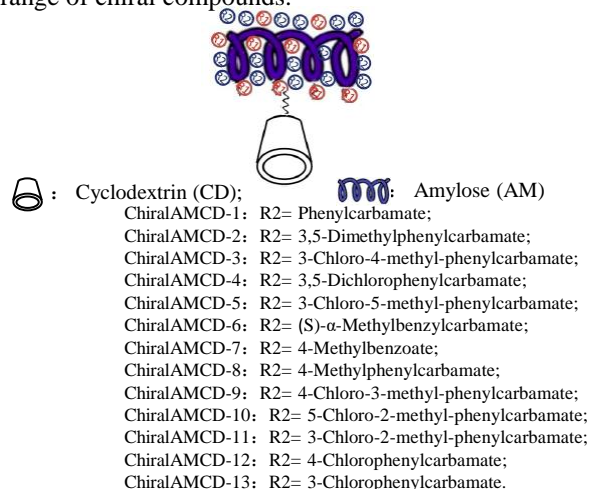 range of chiral compounds.
： Cyclodextrin (CD); ： Amylose (AM)
ChiralAMCD-1：R2= Phenylcarbamate;
ChiralAMCD-2：R2= 3,5-Dimethylphenylcarbamate;
ChiralAMCD-3：R2= 3-Chloro-4-methyl-phenylcarbamate;
ChiralAMCD-4：R2= 3,5-Dichlorophenylcarbamate;
ChiralAMCD-5：R2= 3-Chloro-5-methyl-phenylcarbamate;
ChiralAMCD-6：R2= (S)-α-Methylbenzylcarbamate;
ChiralAMCD-7：R2= 4-Methylbenzoate;
ChiralAMCD-8：R2= 4-Methylphenylcarbamate;
ChiralAMCD-9：R2= 4-Chloro-3-methyl-phenylcarbamate;
ChiralAMCD-10：R2= 5-Chloro-2-methyl-phenylcarbamate;
ChiralAMCD-11：R2= 3-Chloro-2-methyl-phenylcarbamate;
ChiralAMCD-12：R2= 4-Chlorophenylcarbamate;
ChiralAMCD-13：R2= 3-Chlorophenylcarbamate.